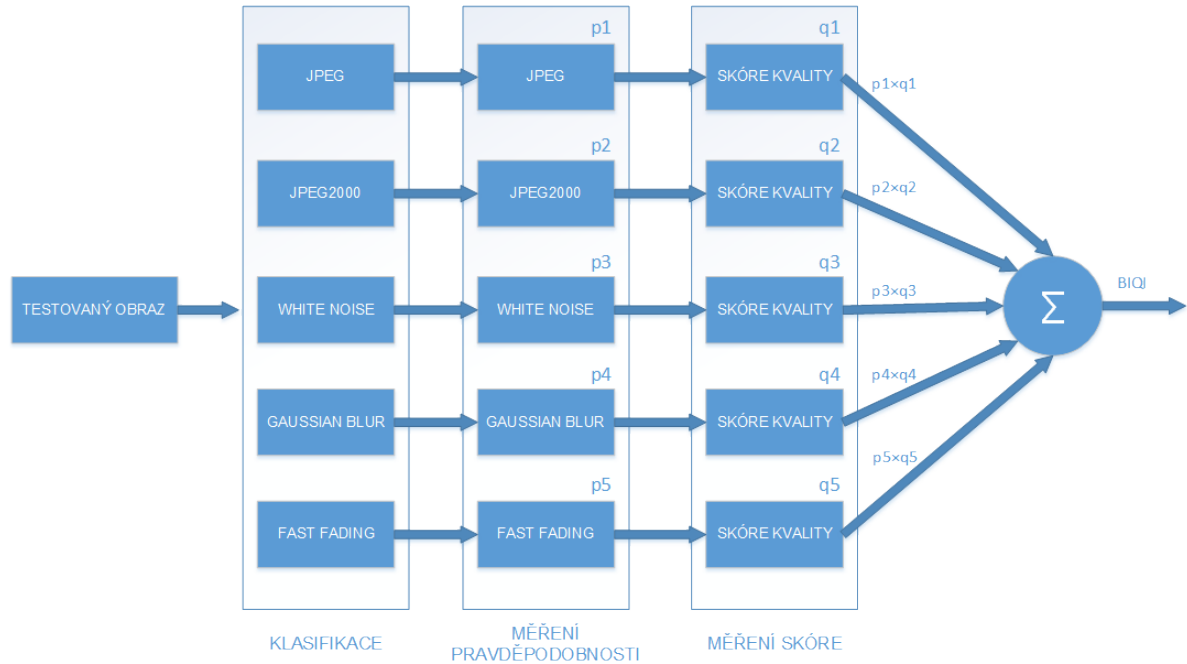 p1
p2
p3
p4
p5
q1
q2
q3
q4
q5
TESTOVANÝ OBRAZ
JPEG
JPEG2000
WHITE NOISE
GAUSSIAN BLUR
FAST FADING
JPEG
JPEG2000
WHITE NOISE
GAUSSIAN BLUR
FAST FADING
SKÓRE KVALITY
SKÓRE KVALITY
SKÓRE KVALITY
SKÓRE KVALITY
SKÓRE KVALITY
p1×q1
p2×q2
p3×q3
p4×q4
p5×q5
Σ
BIQI
KLASIFIKACE
MĚŘENÍ
PRAVDĚPODOBNOSTI
MĚŘENÍ SKÓRE